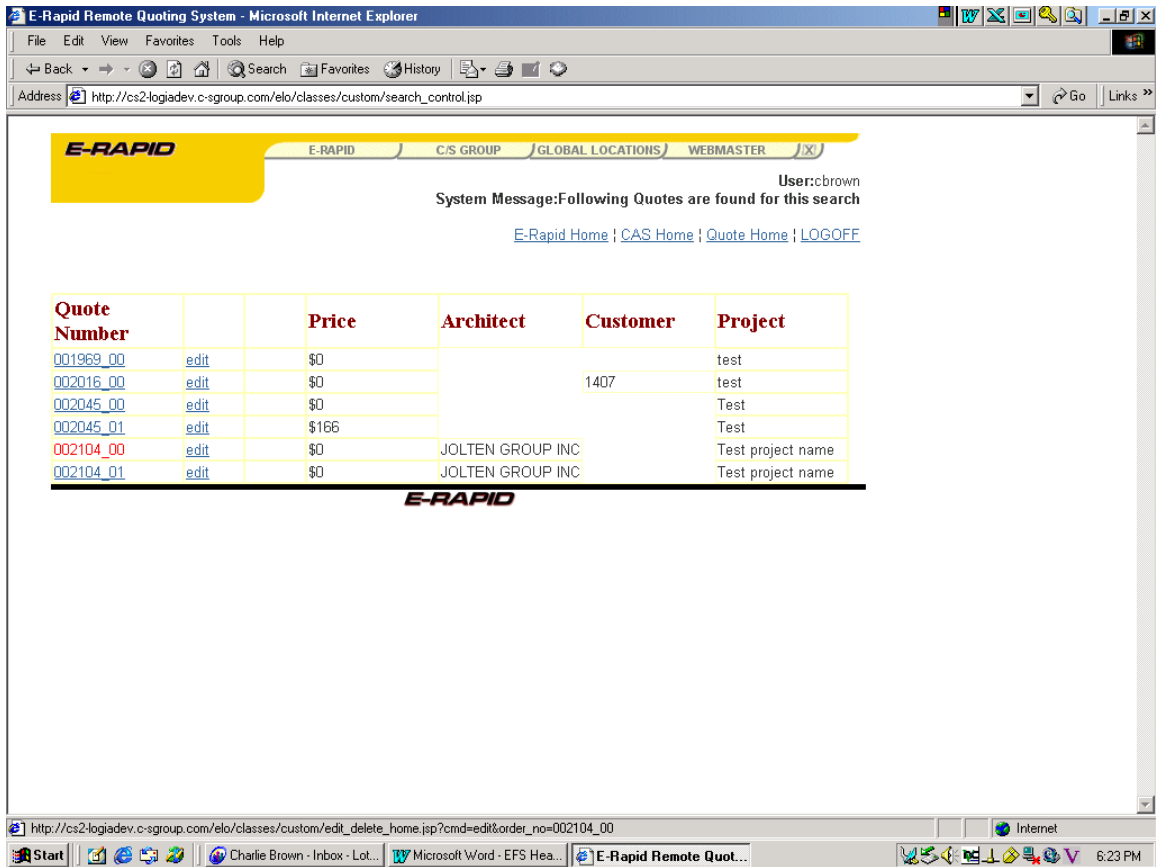 E-Rapid Remote Quoting System - Microsoft Internet Explorer
File Edit View Favorites Tools Help
Back Search Favorites History
Address http://cs2-logiadev.c-sgroup.com/elo/classes/custom/search_control.jsp Go Links »
E-RAPID E-RAPID C/S GROUP GLOBAL LOCATIONS WEBMASTER X
User:cbrown
System Message:Following Quotes are found for this search
E-Rapid Home ¦ CAS Home ¦ Quote Home ¦ LOGOFF
Quote Number Price Architect Customer Project
001969_00 edit $0 test
002016_00 edit $0 1407 test
002045_00 edit $0 Test
002045_01 edit $166 Test
002104_00 edit $0 JOLTEN GROUP INC Test project name
002104_01 edit $0 JOLTEN GROUP INC Test project name
E-RAPID
http://cs2-logiadev.c-sgroup.com/elo/classes/custom/edit_delete_home.jsp?cmd=edit&order_no=002104_00 Internet
Start Charlie Brown - Inbox - Lot... Microsoft Word - EFS Hea... E-Rapid Remote Quot... 6:23 PM